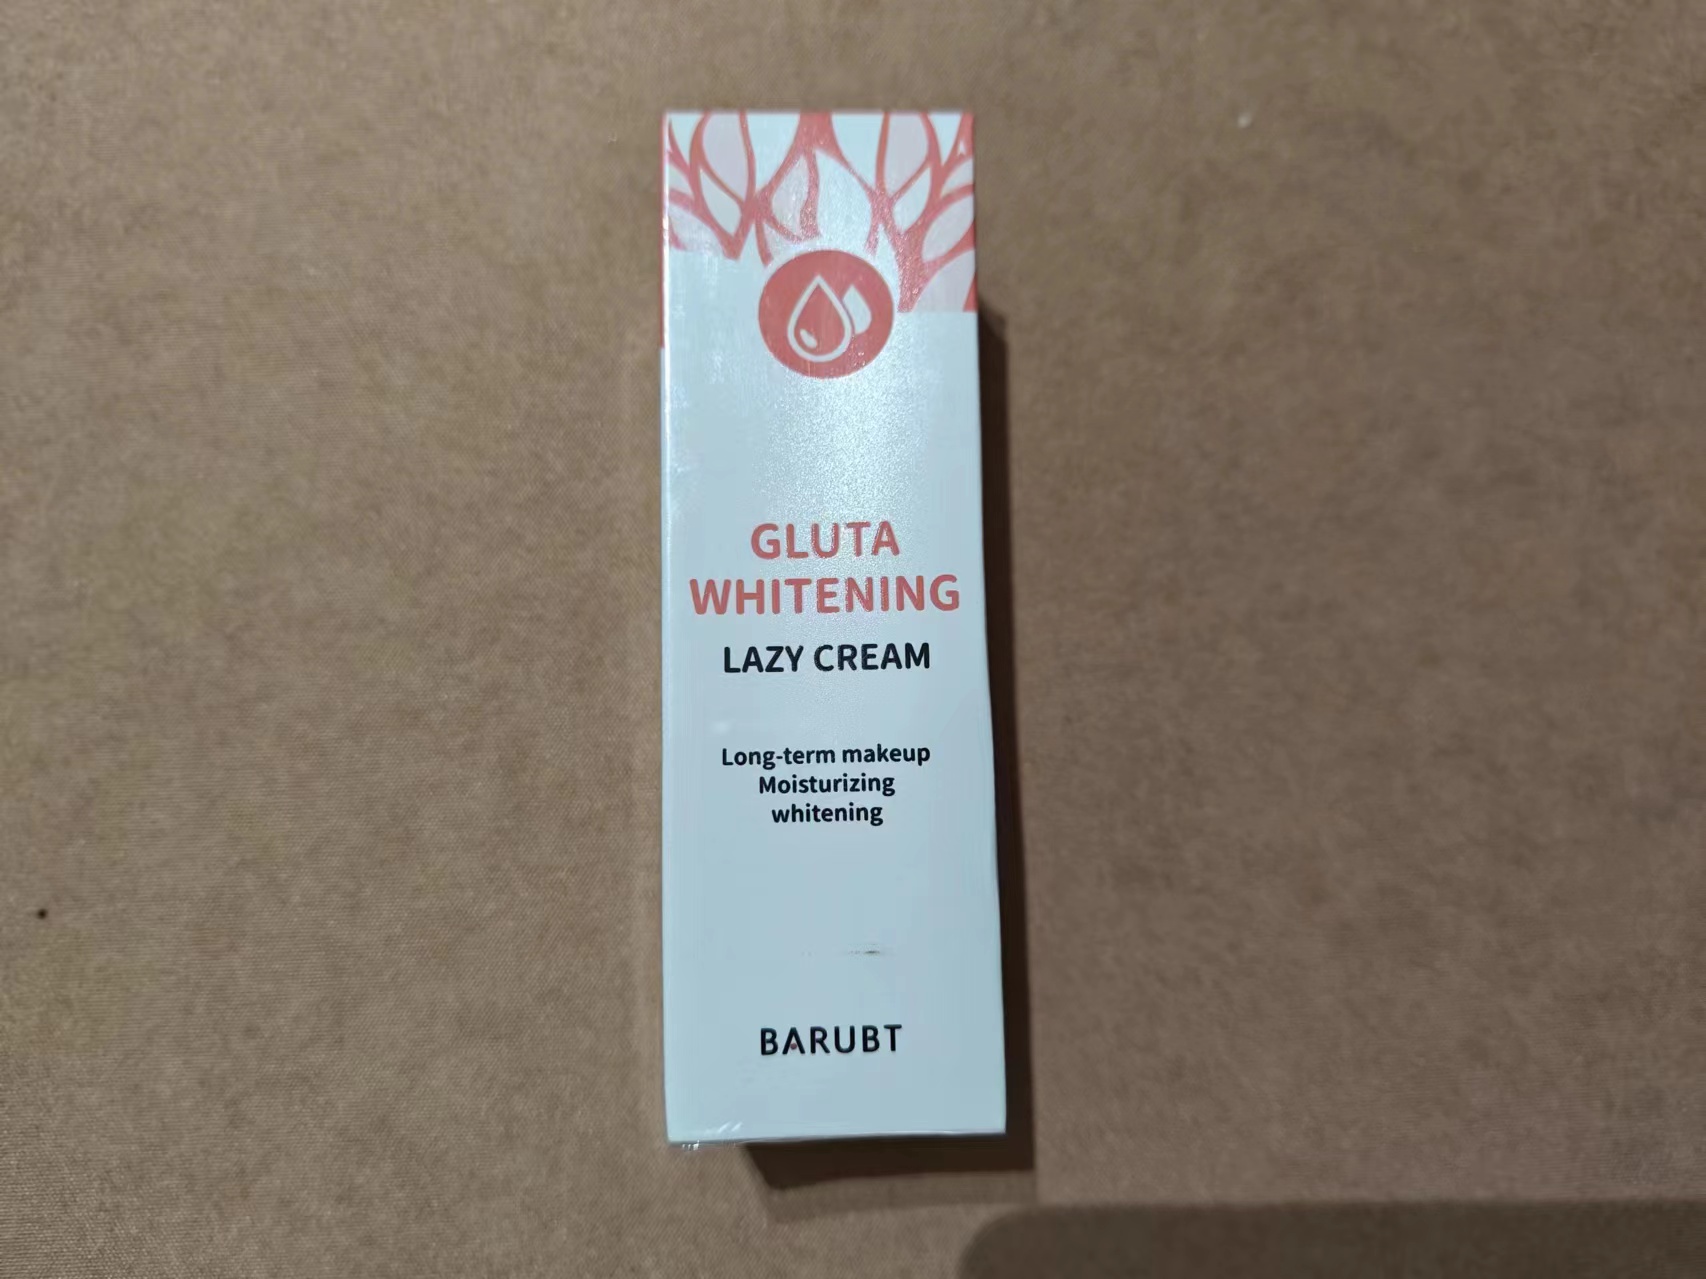 GLUTA
WHITENING
LAZY CREAM
Long-term makeup
Moisturizing
whitening
BARUBT